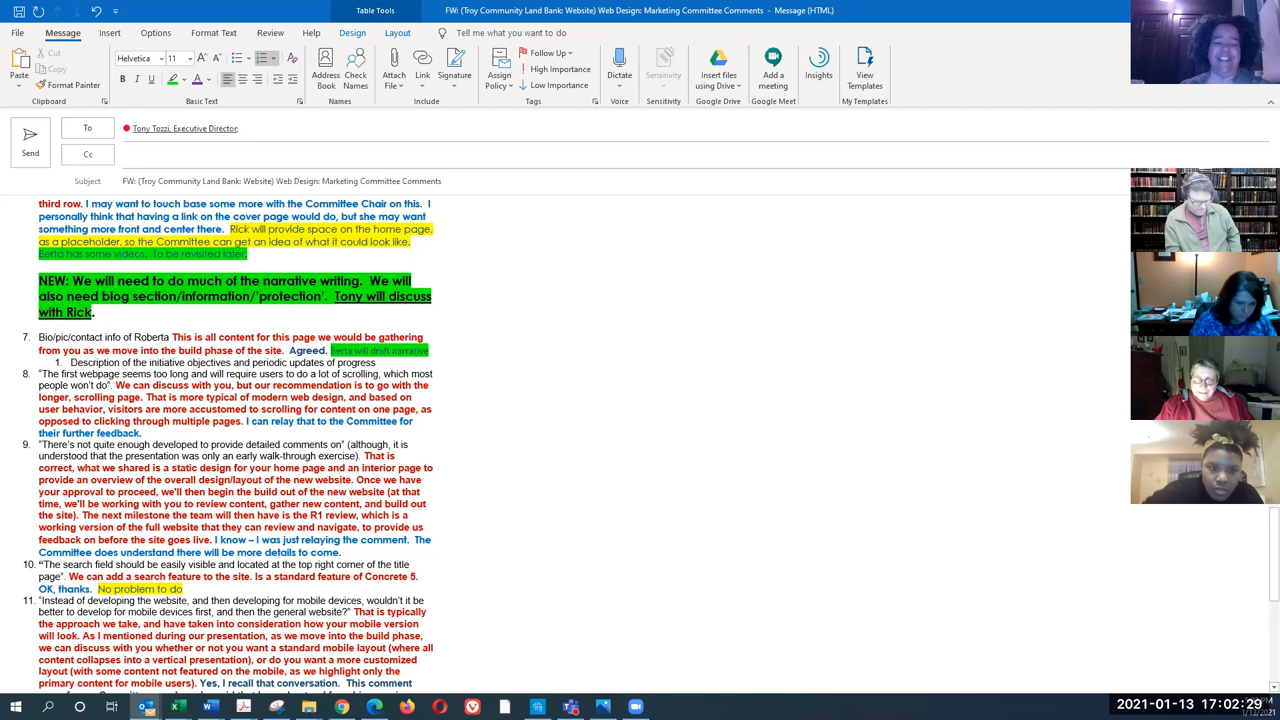 Table Tools
FW: (Troy Community Land Bank: Website) Web Design: Marketing Committee Comments - Message (HTML)
File Message Insert Options Format Text Review Help Design Layout Tell me what you want to do
Paste
Cut
Copy
Format Painter
Helvetica 11
B I U
Address Book
Check Names
Attach File
Link
Signature
Assign Policy
Follow Up
High Importance
Low Importance
Dictate
Sensitivity
Insert files using Drive
Add a meeting
Insights
View Templates
Clipboard Basic Text Names Include Tags Voice Sensitivity Google Drive Google Meet My Templates
Send
To Tony Tozzi, Executive Director;
Cc
Subject FW: (Troy Community Land Bank: Website) Web Design: Marketing Committee Comments
third row. I may want to touch base some more with the Committee Chair on this. I
personally think that having a link on the cover page would do, but she may want
something more front and center there. Rick will provide space on the home page,
as a placeholder, so the Committee can get an idea of what it could look like.
Berta has some videos. To be revisited later.
NEW: We will need to do much of the narrative writing. We will
also need blog section/information/'protection'. Tony will discuss
with Rick.
7. Bio/pic/contact info of Roberta This is all content for this page we would be gathering
from you as we move into the build phase of the site. Agreed. Berta will draft narrative
1. Description of the initiative objectives and periodic updates of progress
8. "The first webpage seems too long and will require users to do a lot of scrolling, which most
people won't do". We can discuss with you, but our recommendation is to go with the
longer, scrolling page. That is more typical of modern web design, and based on
user behavior, visitors are more accustomed to scrolling for content on one page, as
opposed to clicking through multiple pages. I can relay that to the Committee for
their further feedback.
9. "There's not quite enough developed to provide detailed comments on" (although, it is
understood that the presentation was only an early walk-through exercise). That is
correct, what we shared is a static design for your home page and an interior page to
provide an overview of the overall design/layout of the new website. Once we have
your approval to proceed, we'll then begin the build out of the new website (at that
time, we'll be working with you to review content, gather new content, and build out
the site). The next milestone the team will then have is the R1 review, which is a
working version of the full website that they can review and navigate, to provide us
feedback on before the site goes live. I know – I was just relaying the comment. The
Committee does understand there will be more details to come.
10. "The search field should be easily visible and located at the top right corner of the title
page". We can add a search feature to the site. Is a standard feature of Concrete 5.
OK, thanks. No problem to do
11. "Instead of developing the website, and then developing for mobile devices, wouldn't it be
better to develop for mobile devices first, and then the general website?" That is typically
the approach we take, and have taken into consideration how your mobile version
will look. As I mentioned during our presentation, as we move into the build phase,
we can discuss with you whether or not you want a standard mobile layout (where all
content collapses into a vertical presentation), or do you want a more customized
layout (with some content not featured on the mobile, as we highlight only the
primary content for mobile users). Yes, I recall that conversation. This comment
2021-01-13 17:02:29
1/13/2021